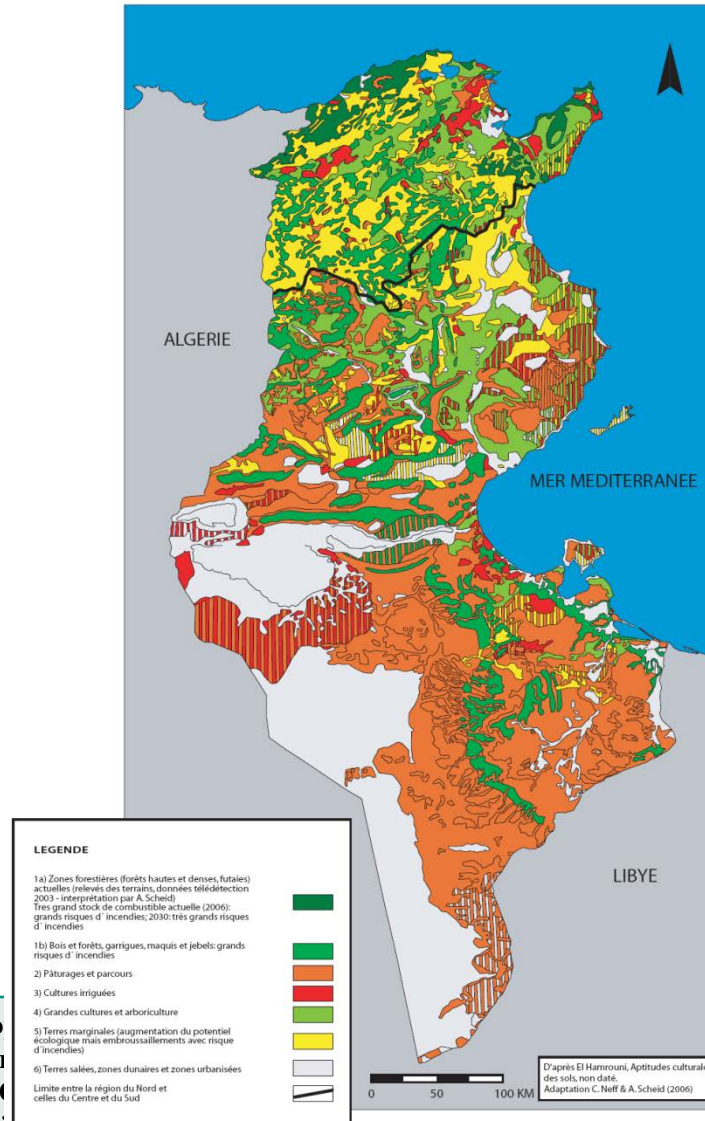 ALGERIE
MER MEDITERRANEE
LIBYE
LEGENDE
1a) Zones forestières (forêts hautes et denses, futaies)
actuelles (relevés des terrains, données télédétection
2003 - interprétation par A. Scheid)
Tres grand stock de combustible actuelle (2006):
grands risques d´ incendies; 2030: très grands risques
d´ incendies
1b) Bois et forêts, garrigues, maquis et jebels: grands
risques d´ incendies
2) Pâturages et parcours
3) Cultures irriguées
4) Grandes cultures et arboriculture
5) Terres marginales (augmentation du potentiel
écologique mais embroussaillements avec risque
d´incendies)
6) Terres salées, zones dunaires et zones urbanisées
Limite entre la région du Nord et
celles du Centre et du Sud
0 50 100 KM
D'après El Hamrouni, Aptitudes culturale
des sols, non daté.
Adaptation C. Neff & A. Scheid (2006)